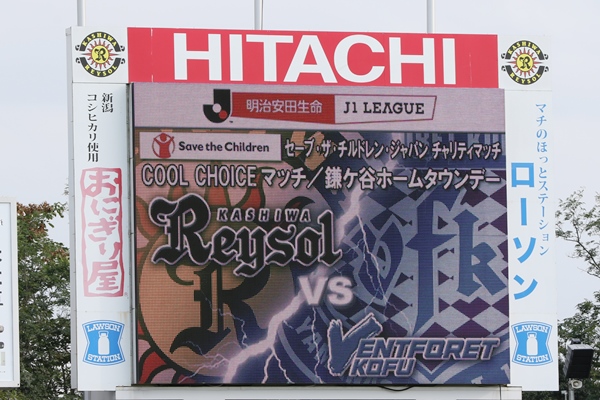 HITACHI
KASHIWA
Reysol
KASHIWA
Reysol
明治安田生命 J1 LEAGUE
Save the Children セーブ・ザ・チルドレン・ジャパン チャリティマッチ
COOL CHOICE マッチ／鎌ケ谷ホームタウンデー
KASHIWA
Reysol
VS
VENTFORET
KOFU
新潟
コシヒカリ使用
おにぎり屋
LAWSON
STATION
マチのほっとステーション
ローソン
LAWSON
STATION